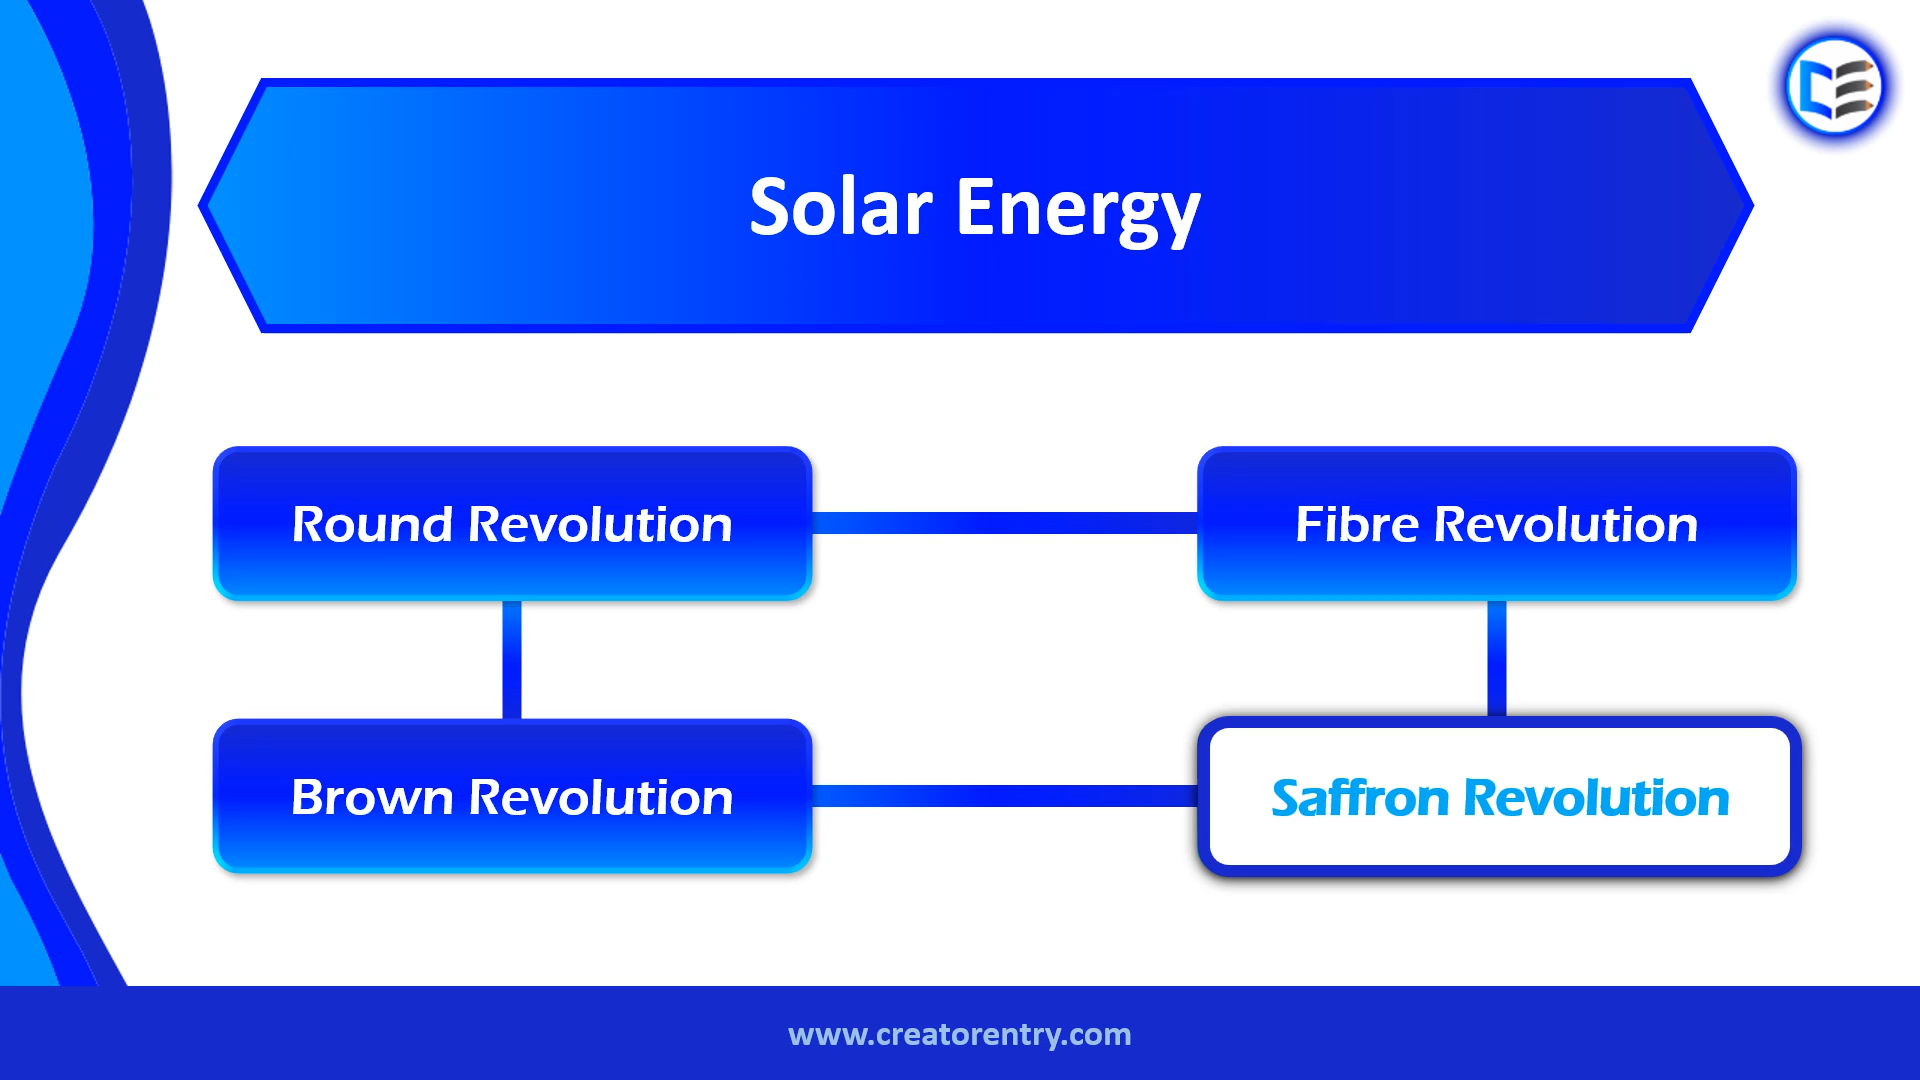 Solar Energy
Round Revolution
Fibre Revolution
Brown Revolution
Saffron Revolution
www.creatorentry.com